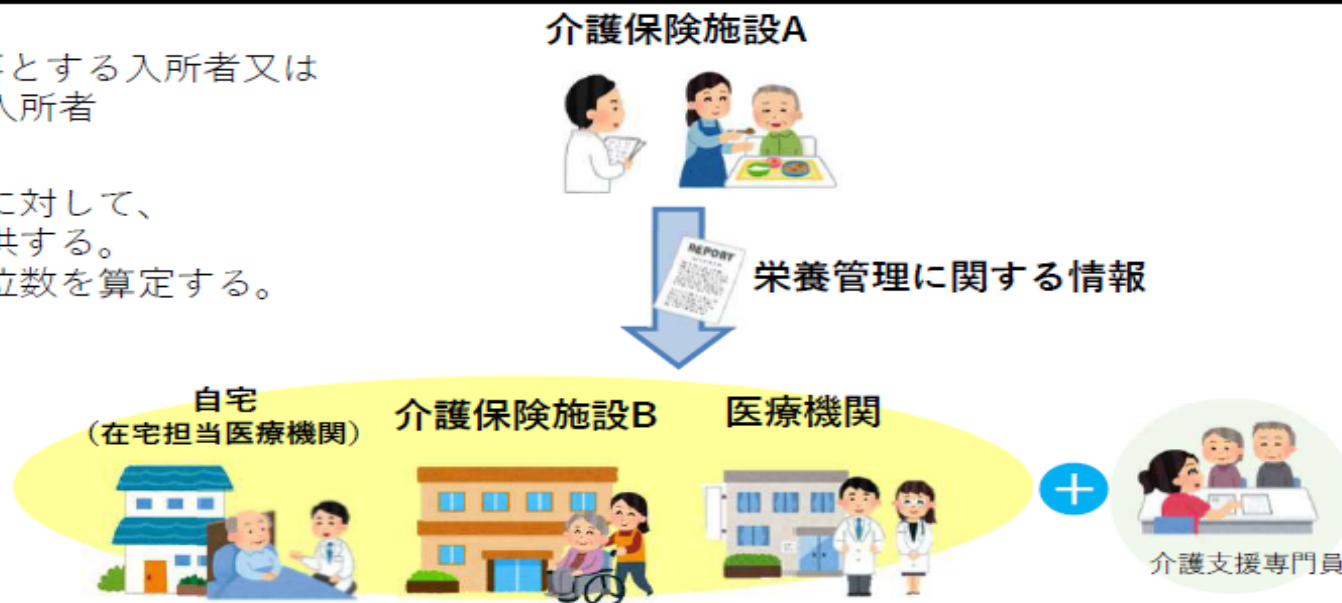 介護保険施設A
とする入所者又は
入所者
に対して、
供する。
位数を算定する。
REPORT
栄養管理に関する情報
自宅
（在宅担当医療機関）
介護保険施設B
医療機関
介護支援専門員